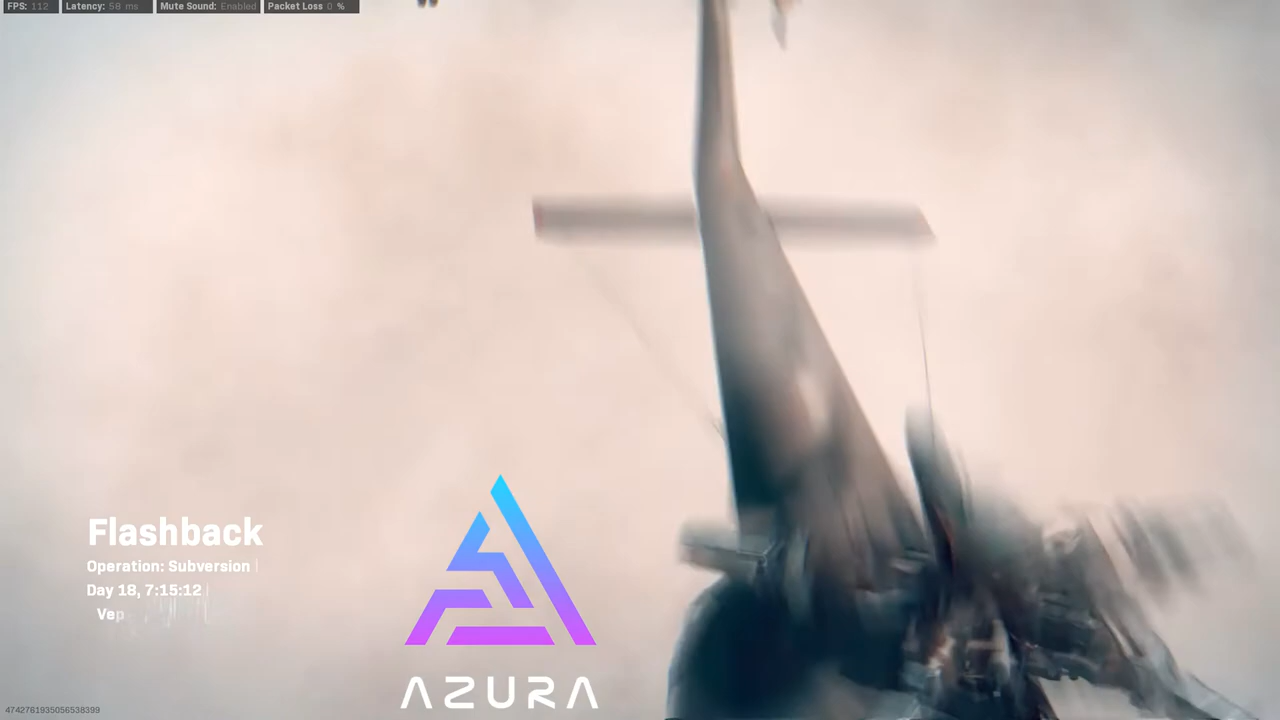 FPS: 112 Latency: 58 ms Mute Sound: Enabled Packet Loss 0 %
Flashback
Operation: Subversion
Day 18, 7:15:12
Vep
AZURA
4742781935056538399